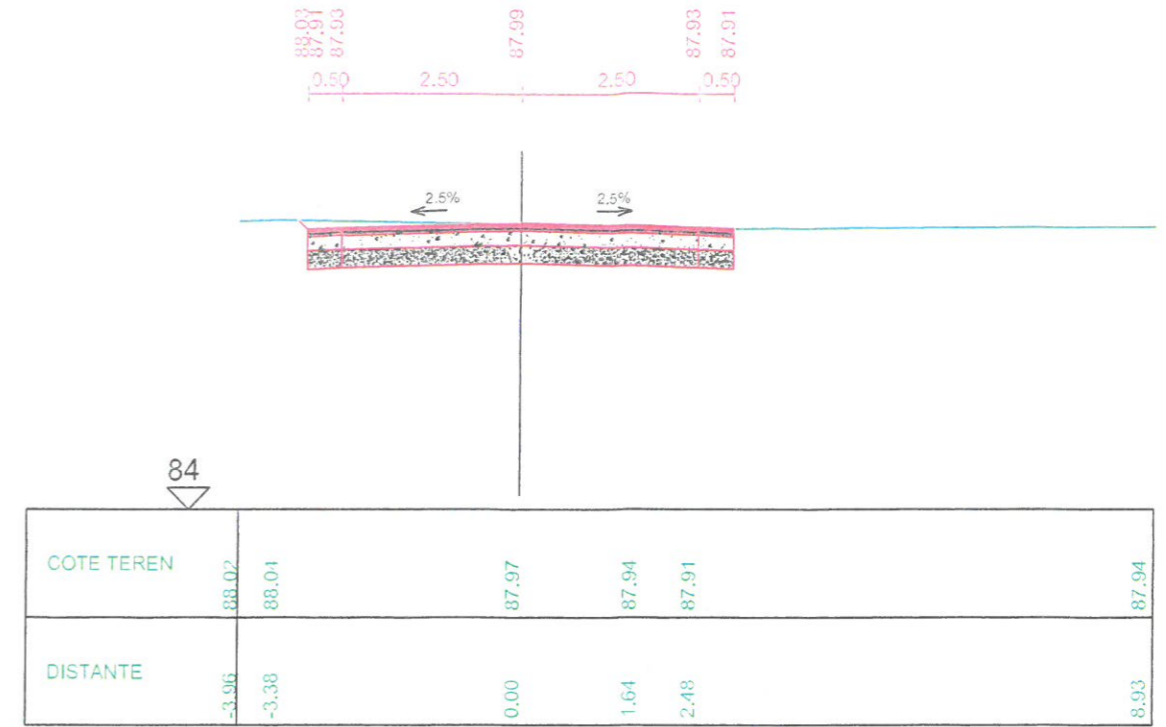 88.03 87.91 87.93 87.99 87.93 87.91
0.50 2.50 2.50 0.50
2.5% 2.5%
84
COTE TEREN 88.02 88.04 87.97 87.94 87.91 87.94
DISTANTE -3.96 -3.38 0.00 1.64 2.48 8.93